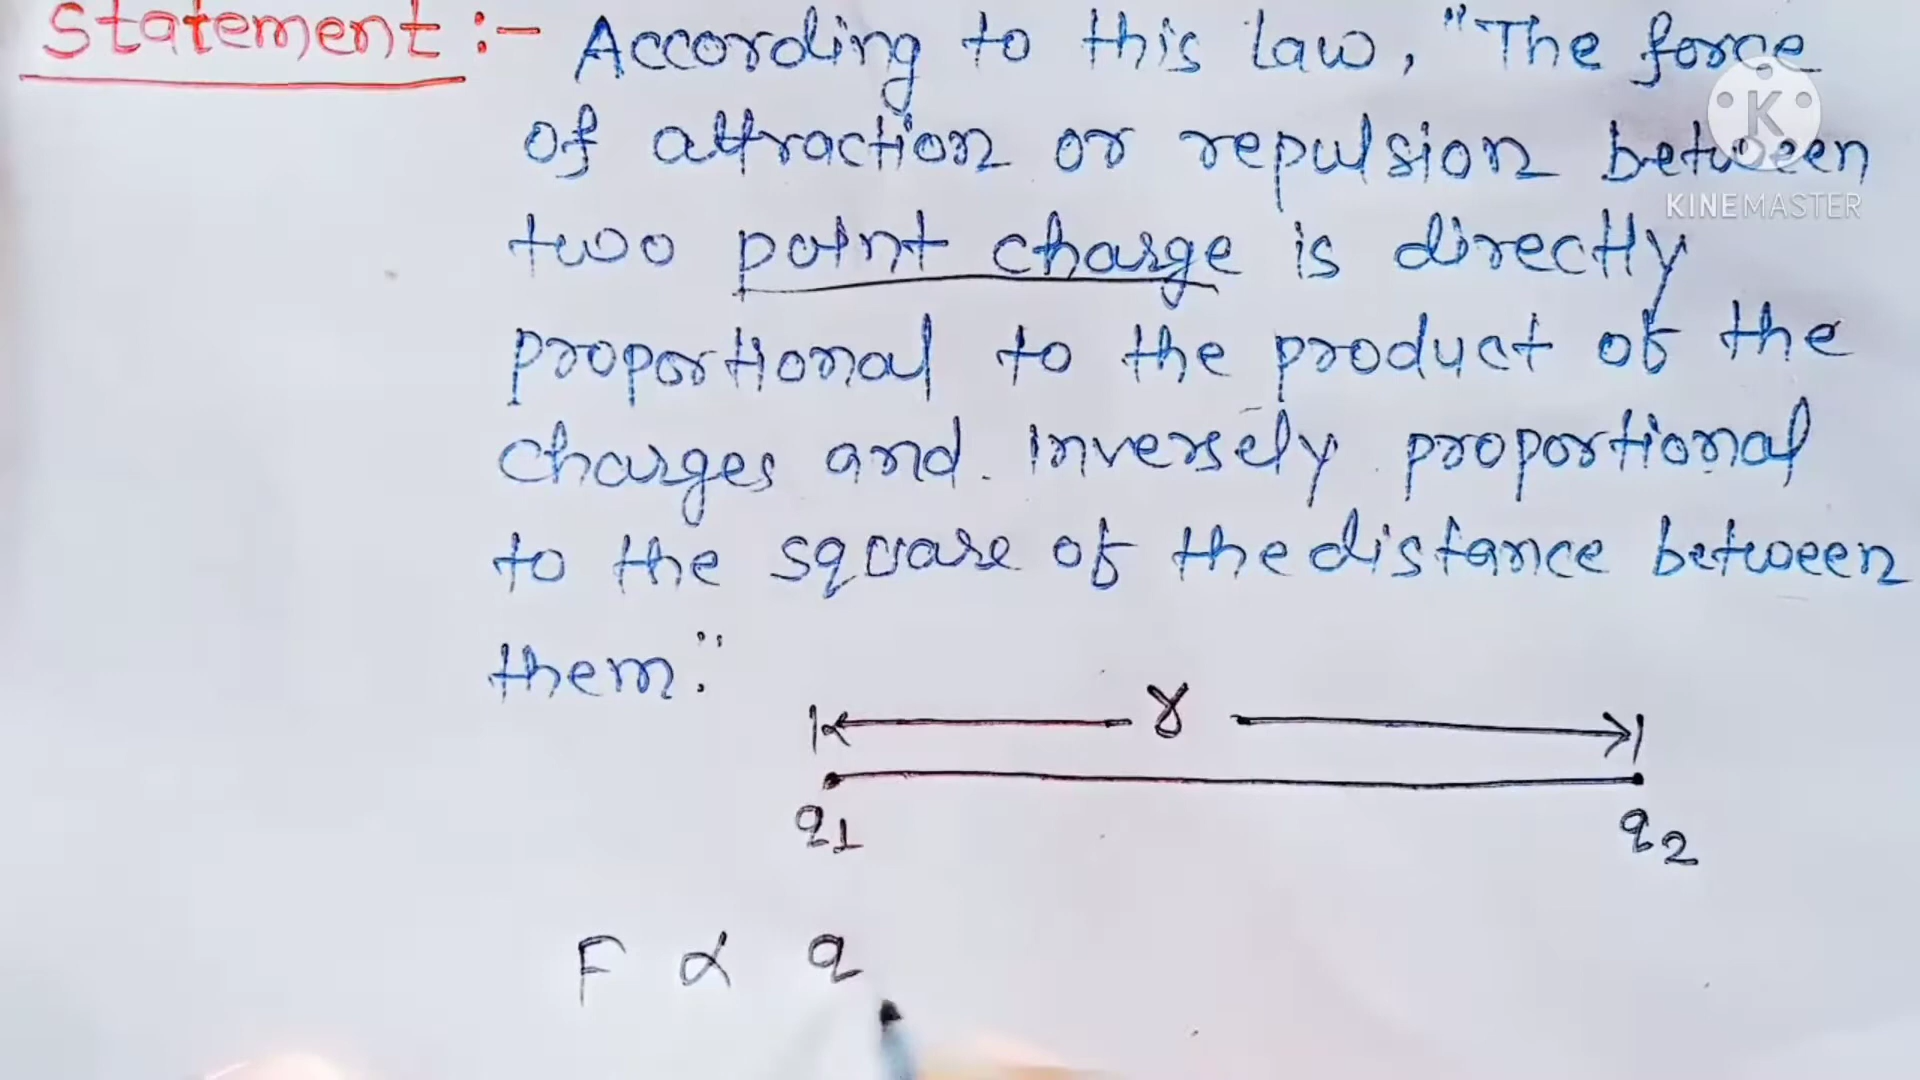 Statement :- According to this law, "The force
of attraction or repulsion between
two point charge is directly
proportional to the product of the
charges and inversely proportional
to the square of the distance between
them."
r
q1 q2
F ∝ q
K
KINEMASTER